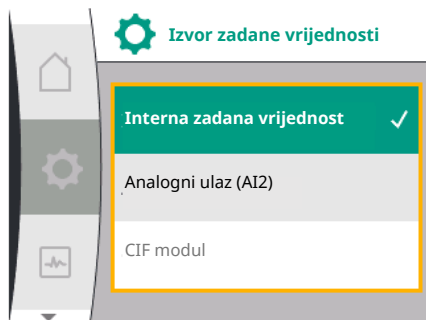 Izvor zadane vrijednosti
Interna zadana vrijednost
Analogni ulaz (AI2)
CIF modul